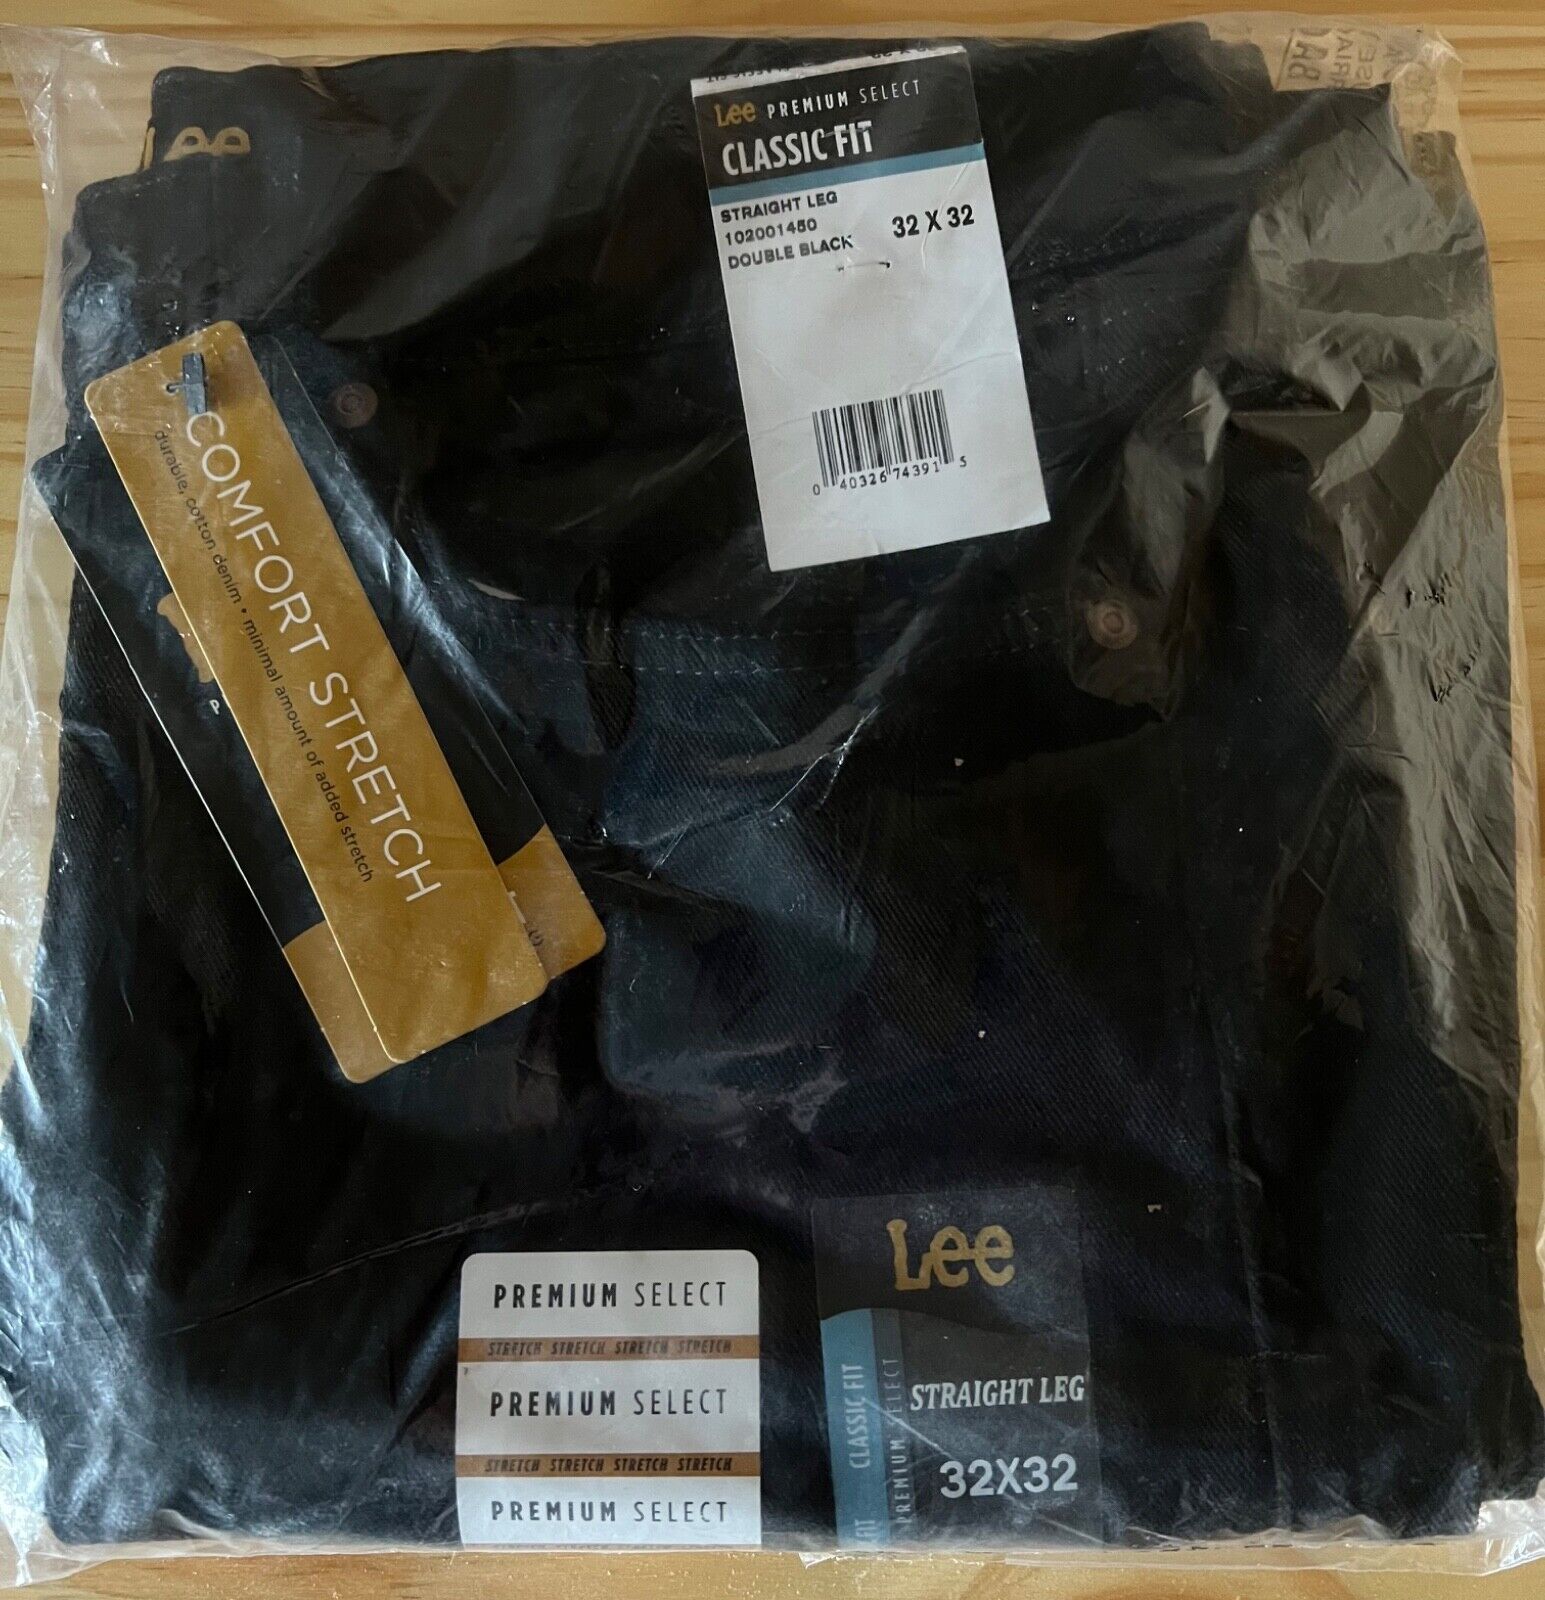 Lee
Lee PREMIUM SELECT
CLASSIC FIT
STRAIGHT LEG
102001450
DOUBLE BLACK
32 X 32
0 40326 74391 5
COMFORT STRETCH
durable, cotton denim • minimal amount of added stretch
PREMIUM SELECT
STRETCH STRETCH STRETCH STRETCH
PREMIUM SELECT
STRETCH STRETCH STRETCH STRETCH
PREMIUM SELECT
Lee
CLASSIC FIT
PREMIUM SELECT
STRAIGHT LEG
32X32
FIT